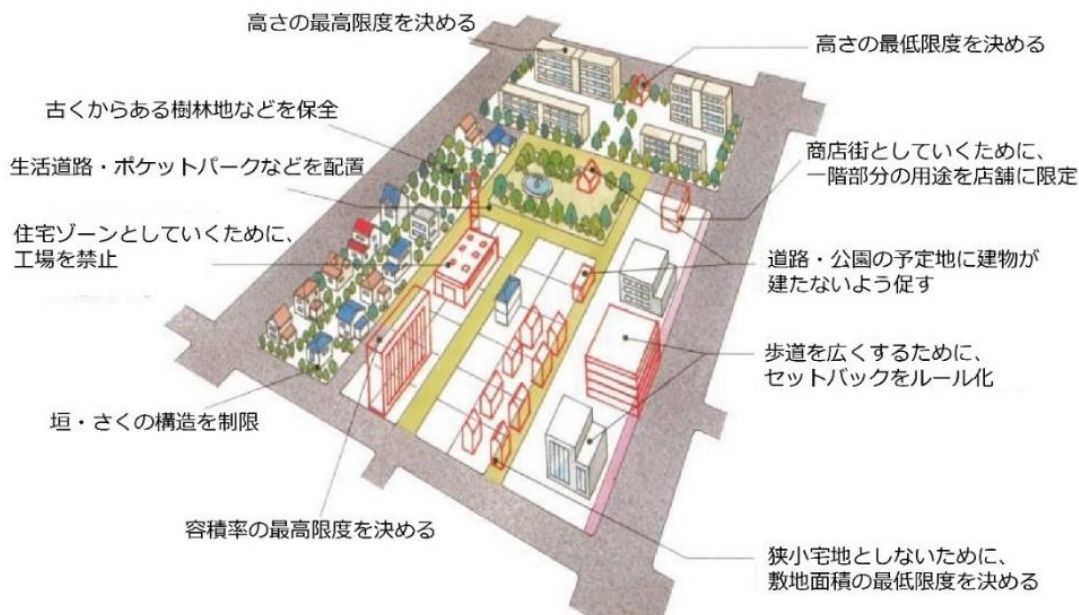 高さの最高限度を決める
高さの最低限度を決める
古くからある樹林地などを保全
生活道路・ポケットパークなどを配置
商店街としていくために、
一階部分の用途を店舗に限定
住宅ゾーンとしていくために、
工場を禁止
道路・公園の予定地に建物が
建たないよう促す
歩道を広くするために、
セットバックをルール化
垣・さくの構造を制限
容積率の最高限度を決める
狭小宅地としないために、
敷地面積の最低限度を決める